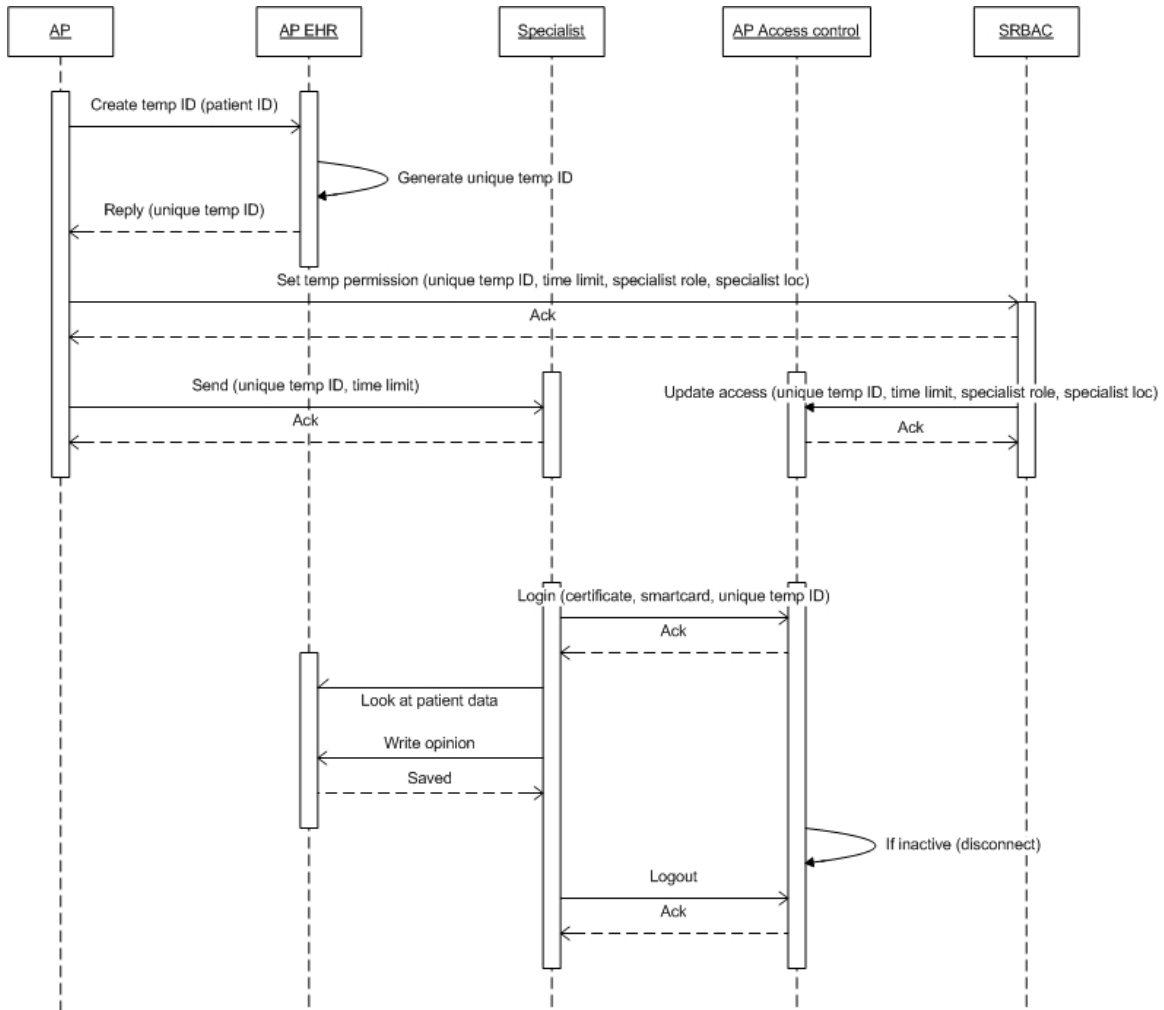 AP
AP EHR
Specialist
AP Access control
SRBAC
Create temp ID (patient ID)
Generate unique temp ID
Reply (unique temp ID)
Set temp permission (unique temp ID, time limit, specialist role, specialist loc)
Ack
Send (unique temp ID, time limit)
Update access (unique temp ID, time limit, specialist role, specialist loc)
Ack
Ack
Login (certificate, smartcard, unique temp ID)
Ack
Look at patient data
Write opinion
Saved
If inactive (disconnect)
Logout
Ack